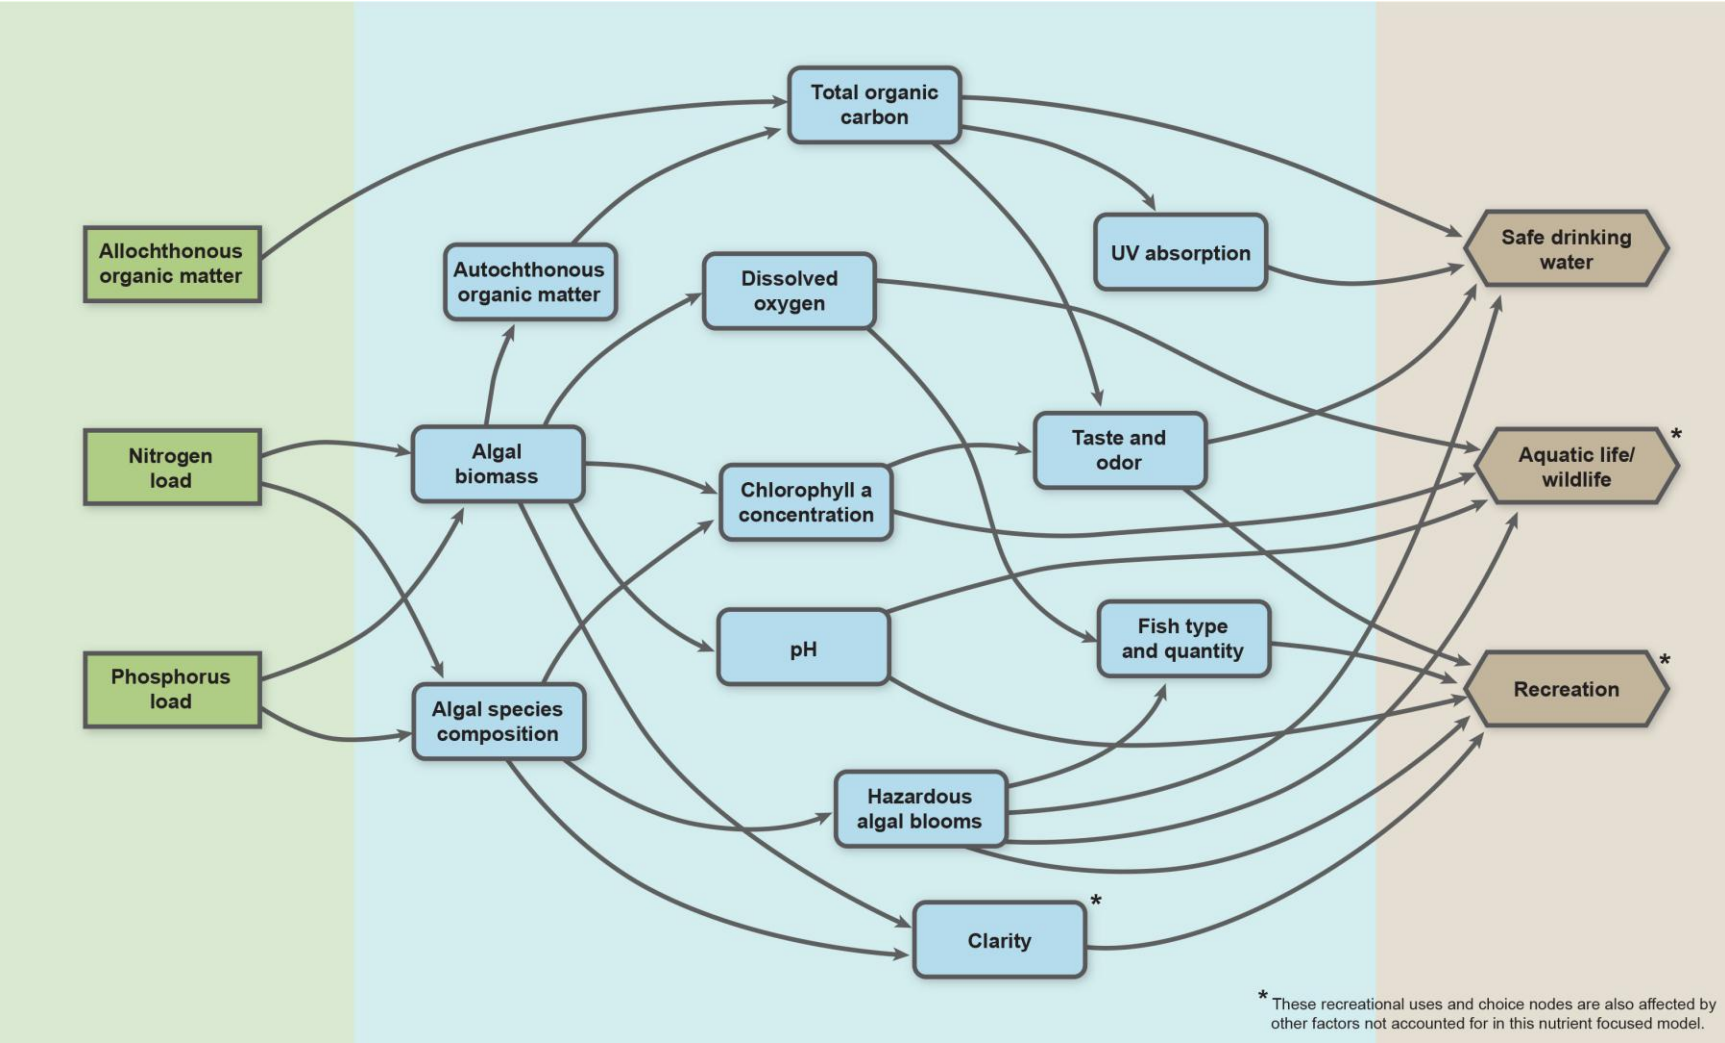 Total organic
carbon
Allochthonous
organic matter
Autochthonous
organic matter
Dissolved
oxygen
UV absorption
Safe drinking
water
Nitrogen
load
Algal
biomass
Chlorophyll a
concentration
Taste and
odor
Aquatic life/
wildlife
*
Phosphorus
load
Algal species
composition
pH
Fish type
and quantity
Recreation
*
Hazardous
algal blooms
Clarity
*
* These recreational uses and choice nodes are also affected by
other factors not accounted for in this nutrient focused model.